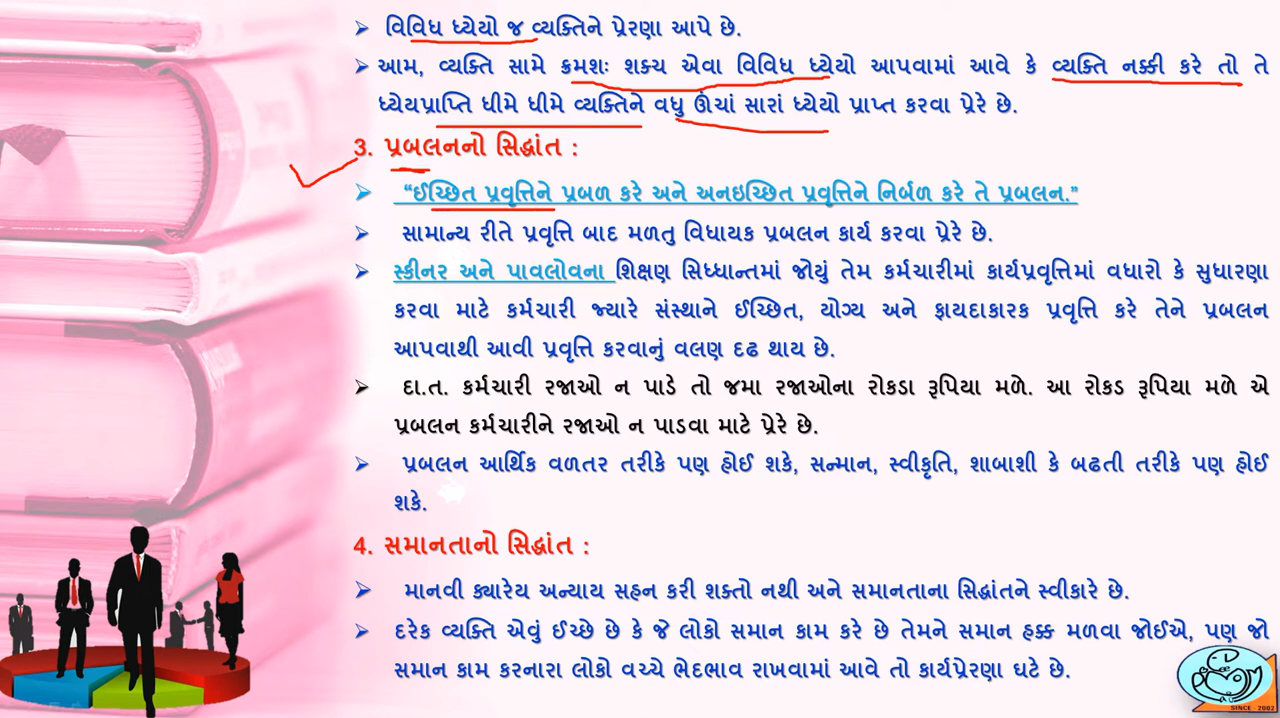 ➢ વિવિધ ધ્યેયો જ વ્યક્તિને પ્રેરણા આપે છે.
➢ આમ, વ્યક્તિ સામે ક્રમશઃ શક્ય એવા વિવિધ ધ્યેયો આપવામાં આવે કે વ્યક્તિ નક્કી કરે તો તે
ધ્યેયપ્રાપ્તિ ધીમે ધીમે વ્યક્તિને વધુ ઊંચાં સારાં ધ્યેયો પ્રાપ્ત કરવા પ્રેરે છે.
3. પ્રબલનનો સિદ્ધાંત :
➢ “ઈચ્છિત પ્રવૃત્તિને પ્રબળ કરે અને અનઇચ્છિત પ્રવૃત્તિને નિર્બળ કરે તે પ્રબલન.”
➢ સામાન્ય રીતે પ્રવૃત્તિ બાદ મળતુ વિધાયક પ્રબલન કાર્ય કરવા પ્રેરે છે.
➢ સ્કીનર અને પાવલોવના શિક્ષણ સિધ્ધાન્તમાં જોયું તેમ કર્મચારીમાં કાર્યપ્રવૃત્તિમાં વધારો કે સુધારણા
કરવા માટે કર્મચારી જ્યારે સંસ્થાને ઈચ્છિત, યોગ્ય અને ફાયદાકારક પ્રવૃત્તિ કરે તેને પ્રબલન
આપવાથી આવી પ્રવૃત્તિ કરવાનું વલણ દઢ થાય છે.
➢ દા.ત. કર્મચારી રજાઓ ન પાડે તો જમા રજાઓના રોકડા રૂપિયા મળે. આ રોકડ રૂપિયા મળે એ
પ્રબલન કર્મચારીને રજાઓ ન પાડવા માટે પ્રેરે છે.
➢ પ્રબલન આર્થિક વળતર તરીકે પણ હોઈ શકે, સન્માન, સ્વીકૃતિ, શાબાશી કે બઢતી તરીકે પણ હોઈ
શકે.
4. સમાનતાનો સિદ્ધાંત :
➢ માનવી ક્યારેય અન્યાય સહન કરી શક્તો નથી અને સમાનતાના સિદ્ધાંતને સ્વીકારે છે.
➢ દરેક વ્યક્તિ એવું ઈચ્છે છે કે જે લોકો સમાન કામ કરે છે તેમને સમાન હક્ક મળવા જોઈએ, પણ જો
સમાન કામ કરનારા લોકો વચ્ચે ભેદભાવ રાખવામાં આવે તો કાર્યપ્રેરણા ઘટે છે.
SINCE - 2002